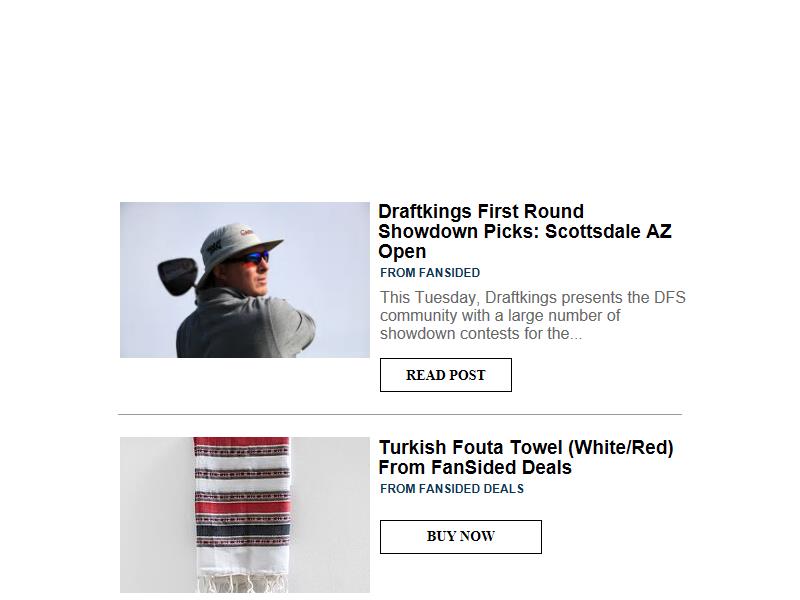 Draftkings First Round
Showdown Picks: Scottsdale AZ
Open
FROM FANSIDED
This Tuesday, Draftkings presents the DFS
community with a large number of
showdown contests for the...
READ POST
Turkish Fouta Towel (White/Red)
From FanSided Deals
FROM FANSIDED DEALS
BUY NOW